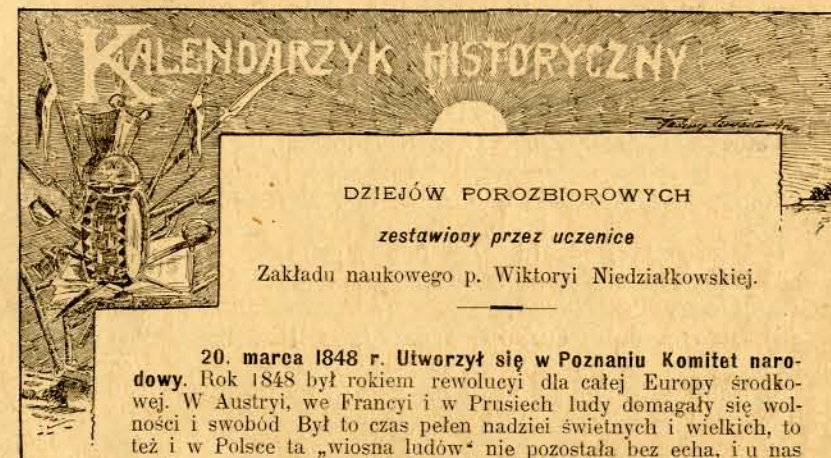 KALENDARZYK HISTORYCZNY
DZIEJÓW POROZBIOROWYCH
zestawiony przez uczenice
Zakładu naukowego p. Wiktoryi Niedziałkowskiej.
20. marca 1848 r. Utworzył się w Poznaniu Komitet naro-
dowy. Rok 1848 był rokiem rewolucyi dla całej Europy środko-
wej. W Austryi, we Francyi i w Prusiech ludy domagały się wol-
ności i swobód Był to czas pełen nadziei świetnych i wielkich, to
też i w Polsce ta „wiosna ludów“ nie pozostała bez echa, i u nas